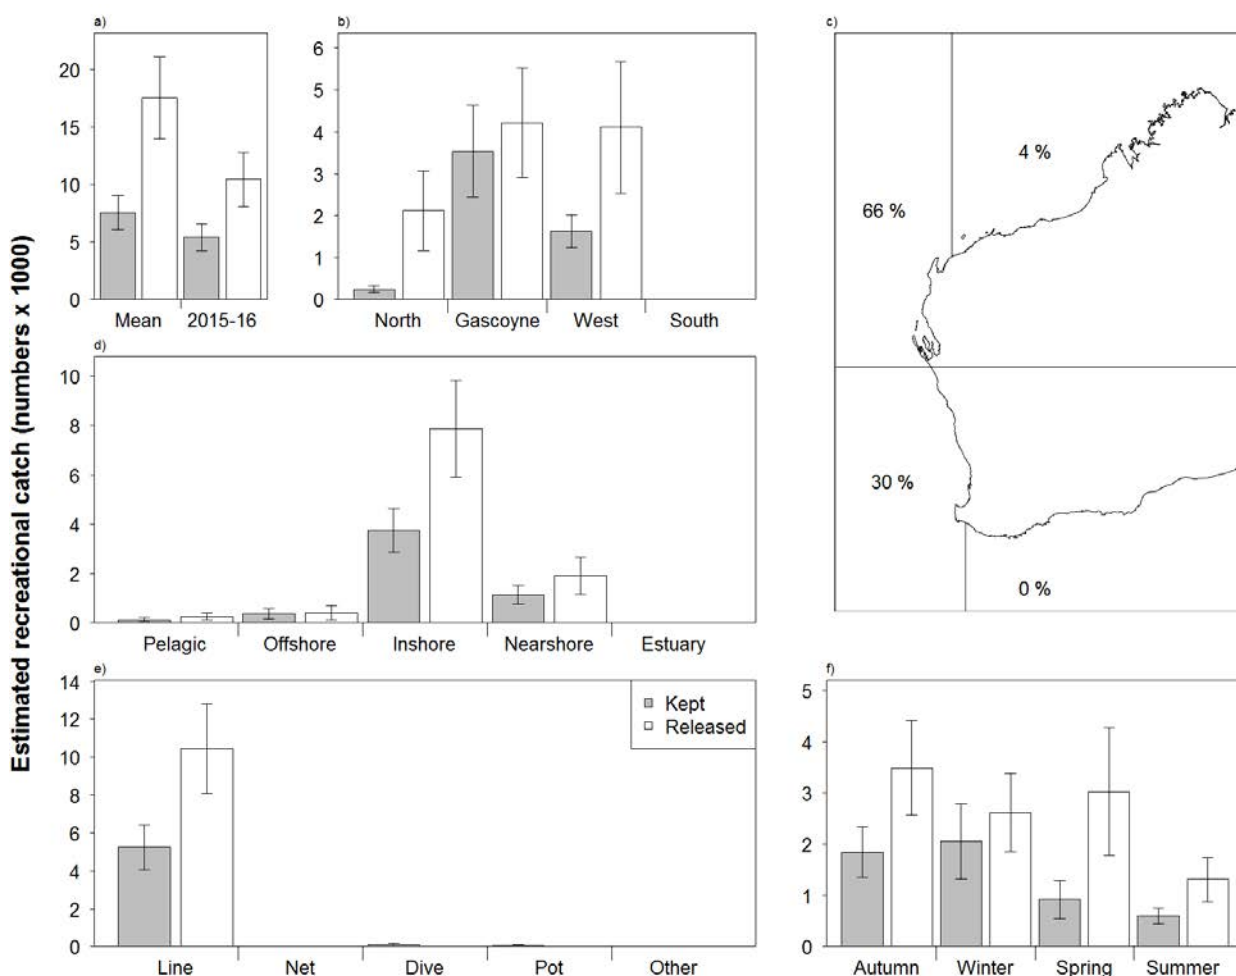 Estimated recreational catch (numbers x 1000)
a)
20
15
10
5
0
Mean 2015-16
b)
6
5
4
3
2
1
0
North Gascoyne West South
c)
4 %
66 %
30 %
0 %
d)
10
8
6
4
2
0
Pelagic Offshore Inshore Nearshore Estuary
e)
14
12
10
8
6
4
2
0
Kept
Released
Line Net Dive Pot Other
f)
5
4
3
2
1
0
Autumn Winter Spring Summer